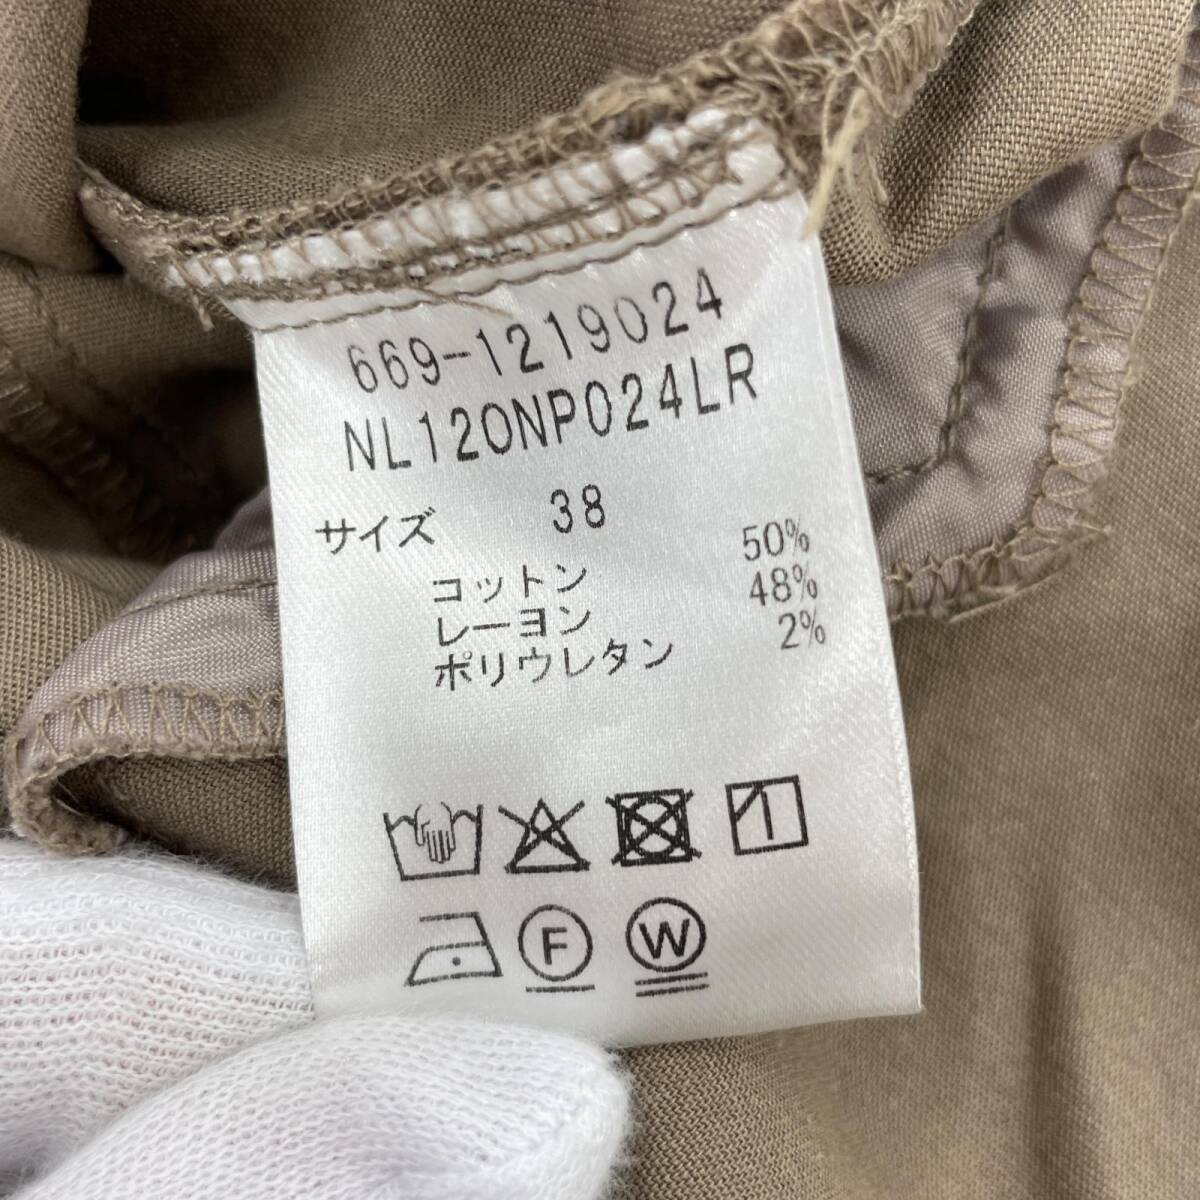 669-1219024
NL120NP024LR
サイズ 38
コットン 50%
レーヨン 48%
ポリウレタン 2%
F W